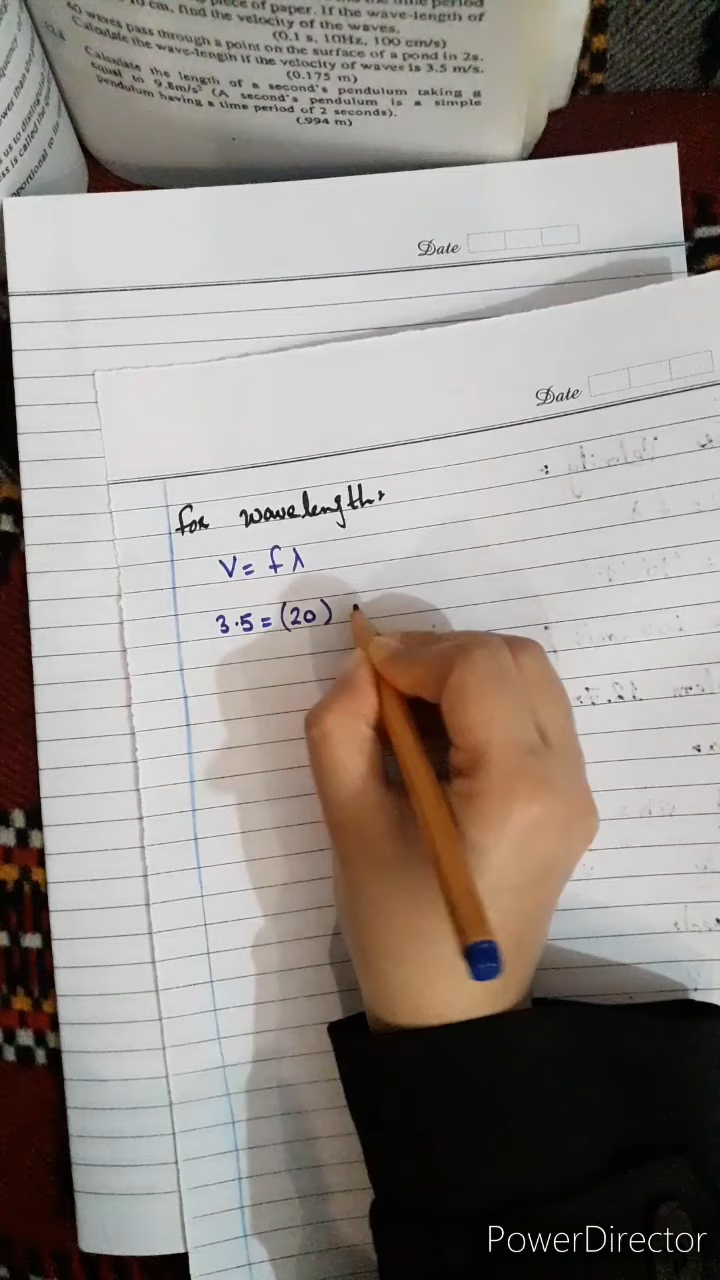 piece of paper. If the wave-length of
10 cm, find the velocity of the waves.
(0.1 s, 10Hz, 100 cm/s)
40 waves pass through a point on the surface of a pond in 2s.
Calculate the wave-length if the velocity of waves is 3.5 m/s.
(0.175 m)
Calculate the length of a second's pendulum taking g
equal to 9.8m/s² (A second's pendulum is a simple
pendulum having a time period of 2 seconds).
(.994 m)
Date
Date
for wavelength:
V = f λ
3.5 = (20)
PowerDirector